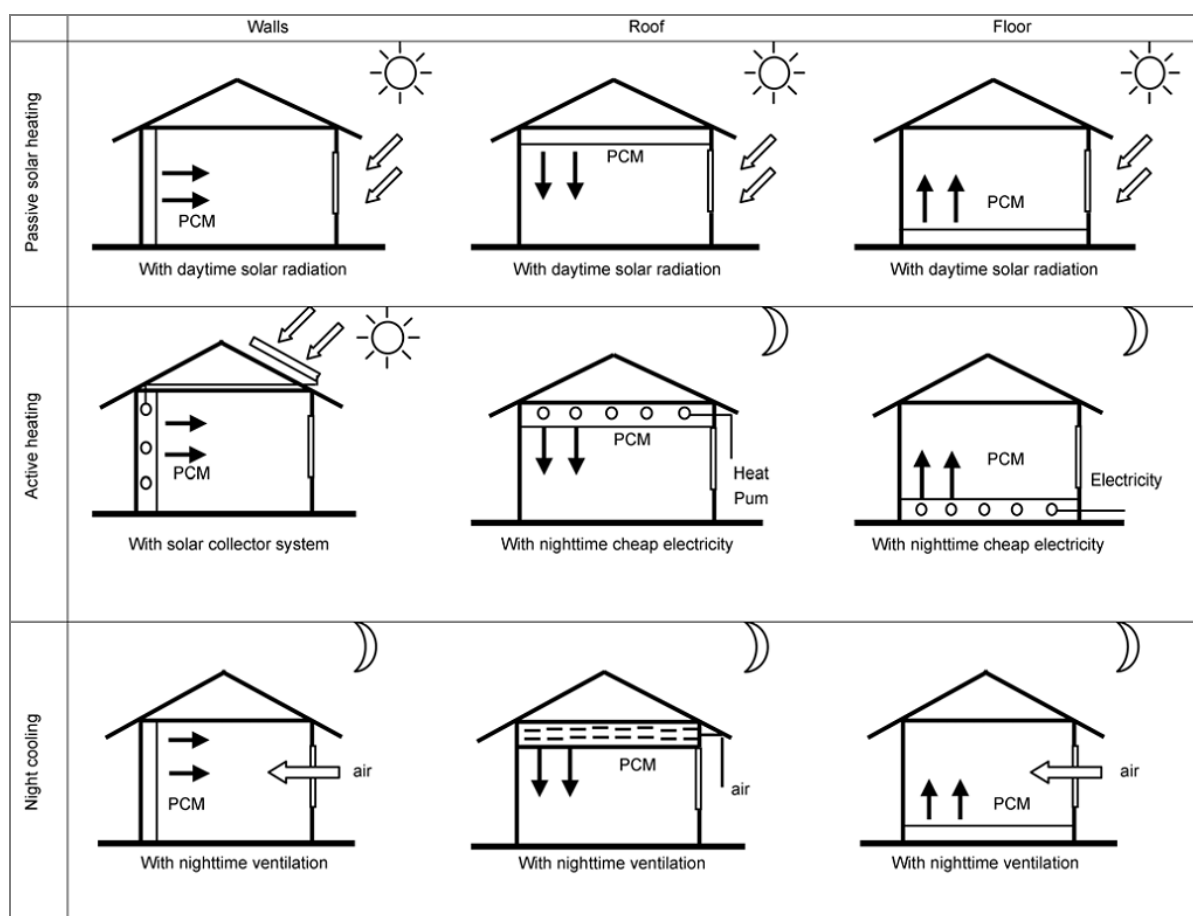 Walls Roof Floor
Passive solar heating
PCM
PCM
PCM
With daytime solar radiation
With daytime solar radiation
With daytime solar radiation
Active heating
PCM
PCM
Heat
Pum
PCM
Electricity
With solar collector system
With nighttime cheap electricity
With nighttime cheap electricity
Night cooling
PCM
air
PCM
air
PCM
air
With nighttime ventilation
With nighttime ventilation
With nighttime ventilation